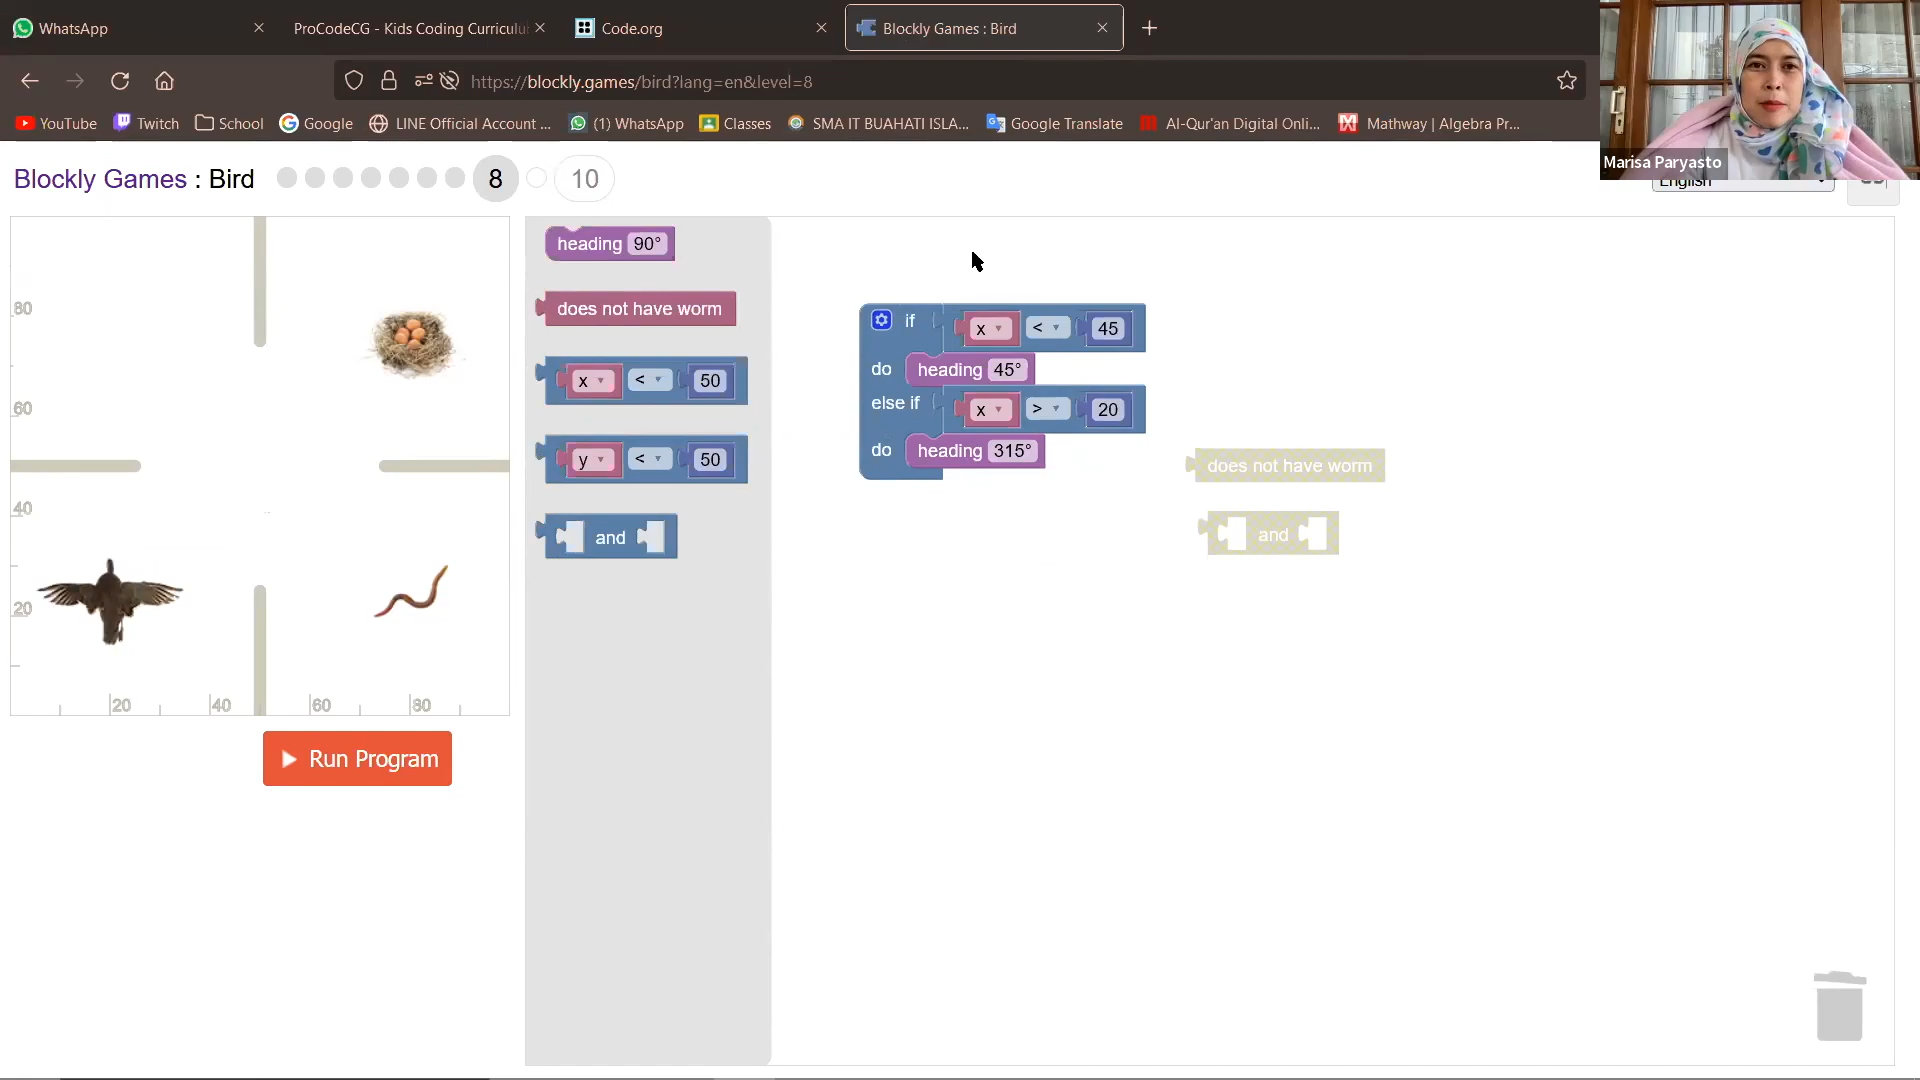 WhatsApp
ProCodeCG - Kids Coding Curriculu
Code.org
Blockly Games : Bird
https://blockly.games/bird?lang=en&level=8
YouTube
Twitch
School
Google
LINE Official Account ...
(1) WhatsApp
Classes
SMA IT BUAHATI ISLA...
Google Translate
Al-Qur'an Digital Onli...
Mathway | Algebra Pr...
Marisa Paryasto
Blockly Games : Bird
8
10
English
80
60
40
20
20
40
60
80
Run Program
heading 90°
does not have worm
x < 50
y < 50
and
if x < 45
do heading 45°
else if x > 20
do heading 315°
does not have worm
and